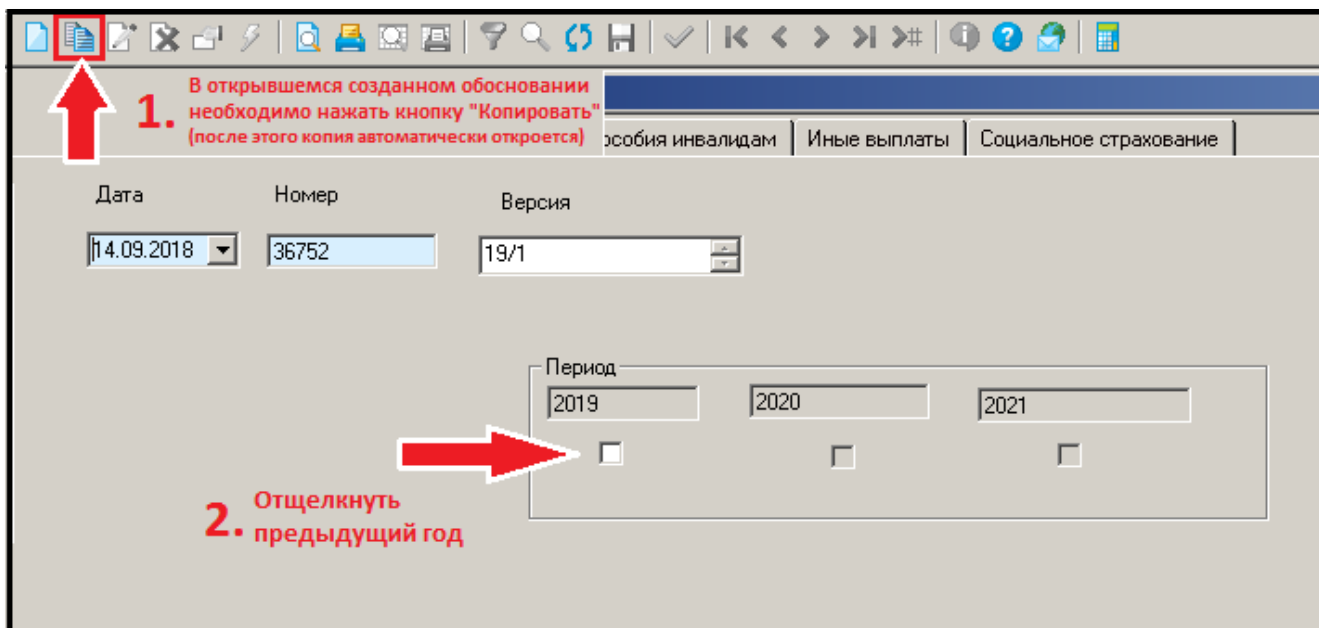 1. В открывшемся созданном обосновании
необходимо нажать кнопку "Копировать"
(после этого копия автоматически откроется)
инвалидам
Иные выплаты
Социальное страхование
Дата
Номер
Версия
14.09.2018
36752
19/1
Период
2019
2020
2021
2. Отщелкнуть
предыдущий год